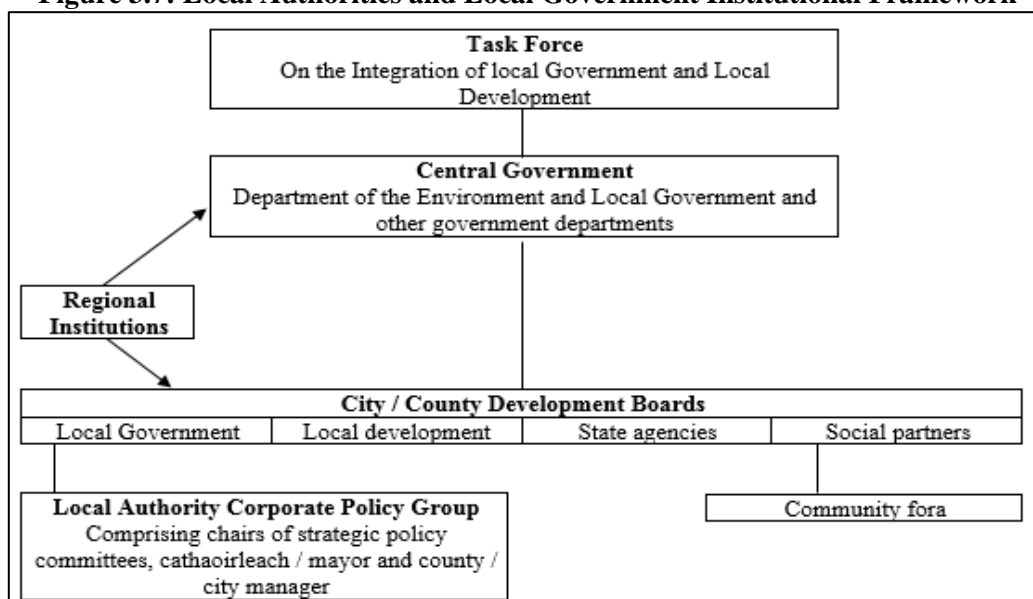 Figure 3.7. Local Authorities and Local Government Institutional Framework
Task Force
On the Integration of local Government and Local
Development
Central Government
Department of the Environment and Local Government and
other government departments
Regional
Institutions
City / County Development Boards
Local Government
Local development
State agencies
Social partners
Local Authority Corporate Policy Group
Comprising chairs of strategic policy
committees, cathaoirleach / mayor and county /
city manager
Community fora